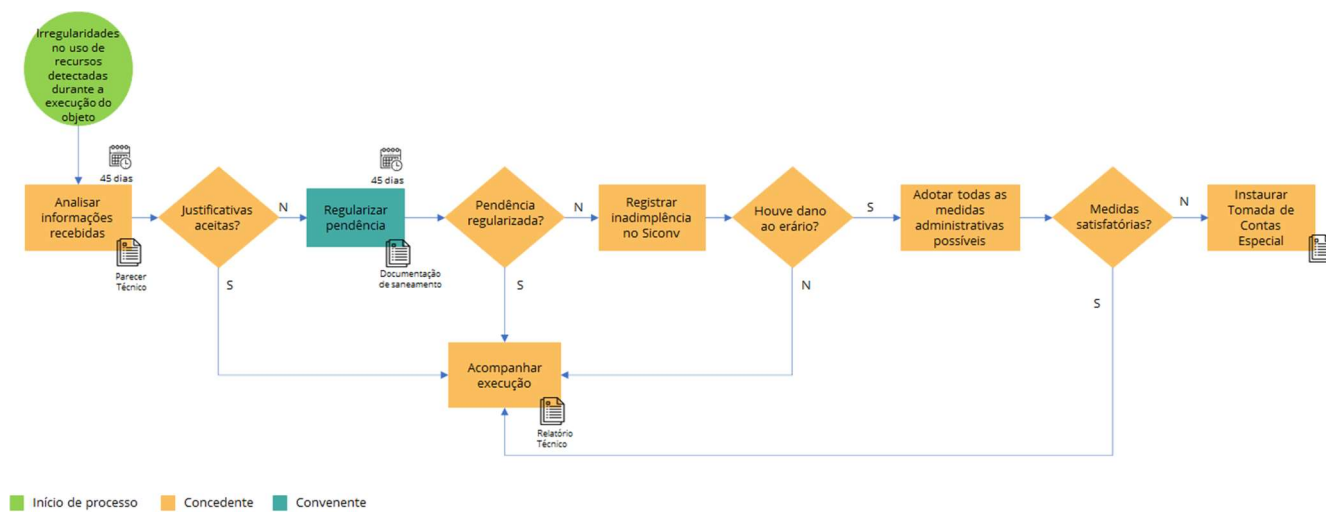 Irregularidades
no uso de
recursos
detectadas
durante a
execução do
objeto
45 dias
Analisar
informações
recebidas
Parecer
Técnico
Justificativas
aceitas?
N
S
45 dias
Regularizar
pendência
Documentação
de saneamento
Pendência
regularizada?
N
S
Registrar
inadimplência
no Siconv
Houve dano
ao erário?
S
N
Adotar todas as
medidas
administrativas
possíveis
Medidas
satisfatórias?
N
S
Instaurar
Tomada de
Contas
Especial
Acompanhar
execução
Relatório
Técnico
Início de processo
Concedente
Convenente